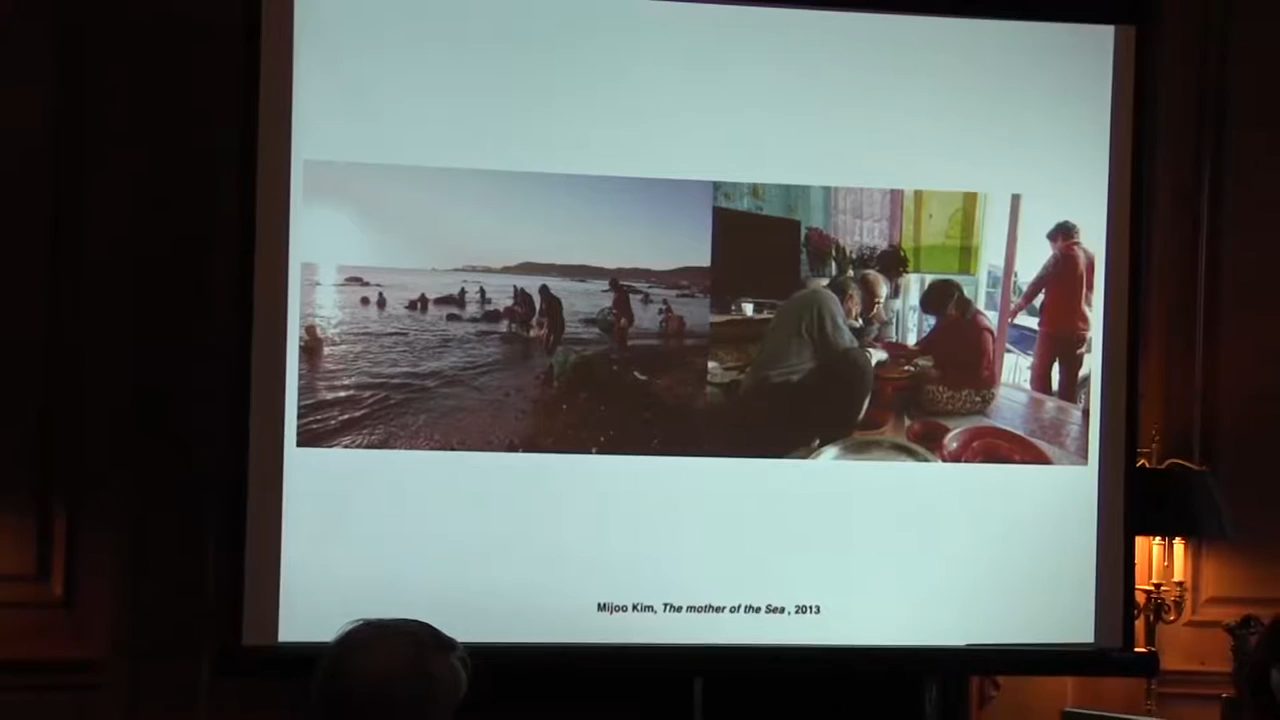 Mijoo Kim, The mother of the Sea , 2013